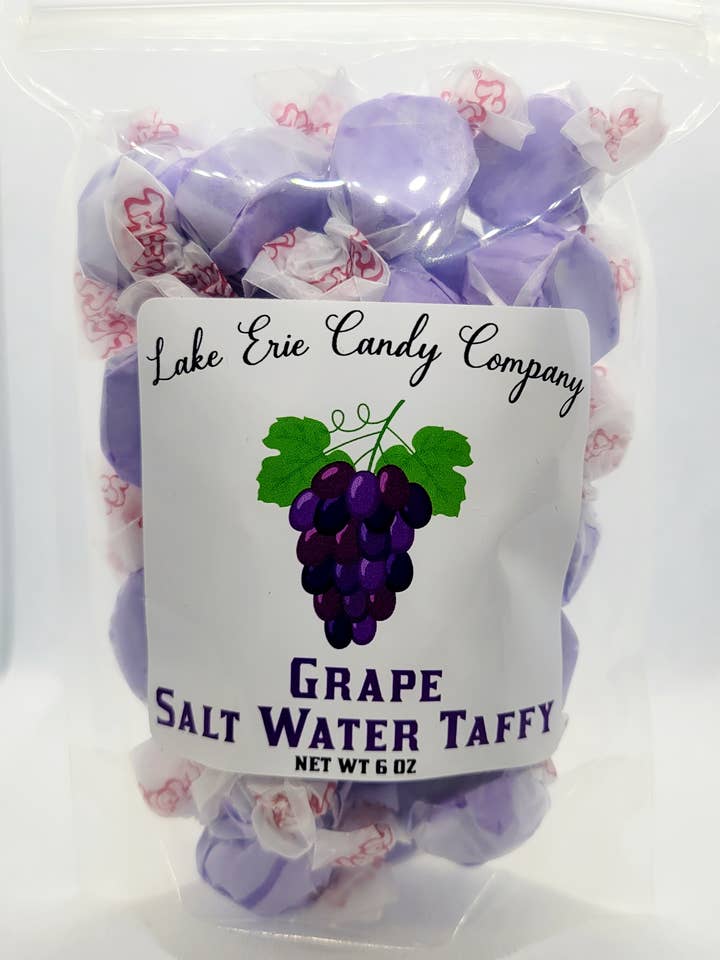 Lake Erie Candy Company
GRAPE
SALT WATER TAFFY
NET WT 6 OZ